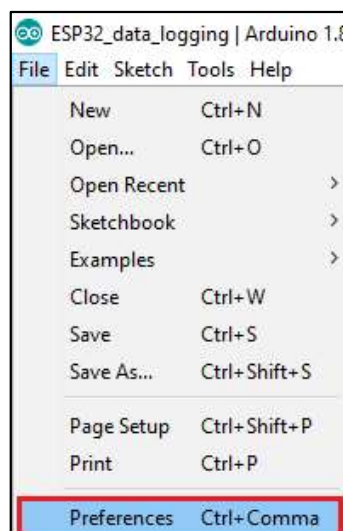 ESP32_data_logging | Arduino 1.8
File Edit Sketch Tools Help
New Ctrl+N
Open... Ctrl+O
Open Recent >
Sketchbook >
Examples >
Close Ctrl+W
Save Ctrl+S
Save As... Ctrl+Shift+S
Page Setup Ctrl+Shift+P
Print Ctrl+P
Preferences Ctrl+Comma